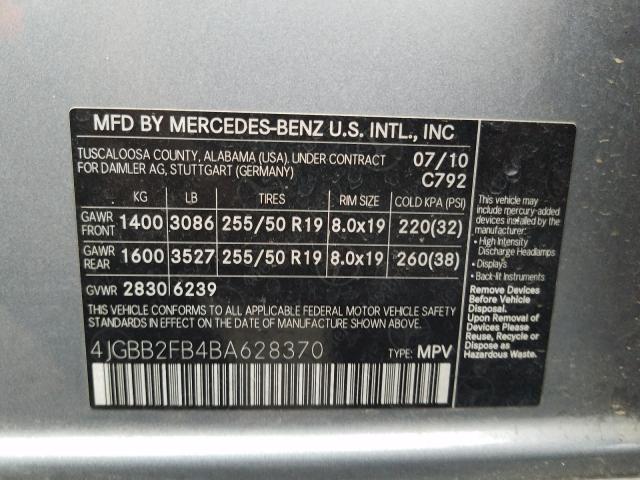 MFD BY MERCEDES-BENZ U.S. INTL., INC
TUSCALOOSA COUNTY, ALABAMA (USA). UNDER CONTRACT
FOR DAIMLER AG, STUTTGART (GERMANY)
07/10
C792
KG LB TIRES RIM SIZE COLD KPA (PSI)
GAWR FRONT 1400 3086 255/50 R19 8.0x19 220(32)
GAWR REAR 1600 3527 255/50 R19 8.0x19 260(38)
GVWR 2830 6239
THIS VEHICLE CONFORMS TO ALL APPLICABLE FEDERAL MOTOR VEHICLE SAFETY
STANDARDS IN EFFECT ON THE DATE OF MANUFACTURE SHOWN ABOVE.
4JGBB2FB4BA628370
TYPE: MPV
This vehicle may
include mercury-added
devices installed by the
manufacturer:
• High Intensity
Discharge Headlamps
• Displays
• Back-lit Instruments
Remove Devices
Before Vehicle
Disposal.
Upon Removal Please
Reuse, Recycle or
Dispose as
Hazardous Waste.